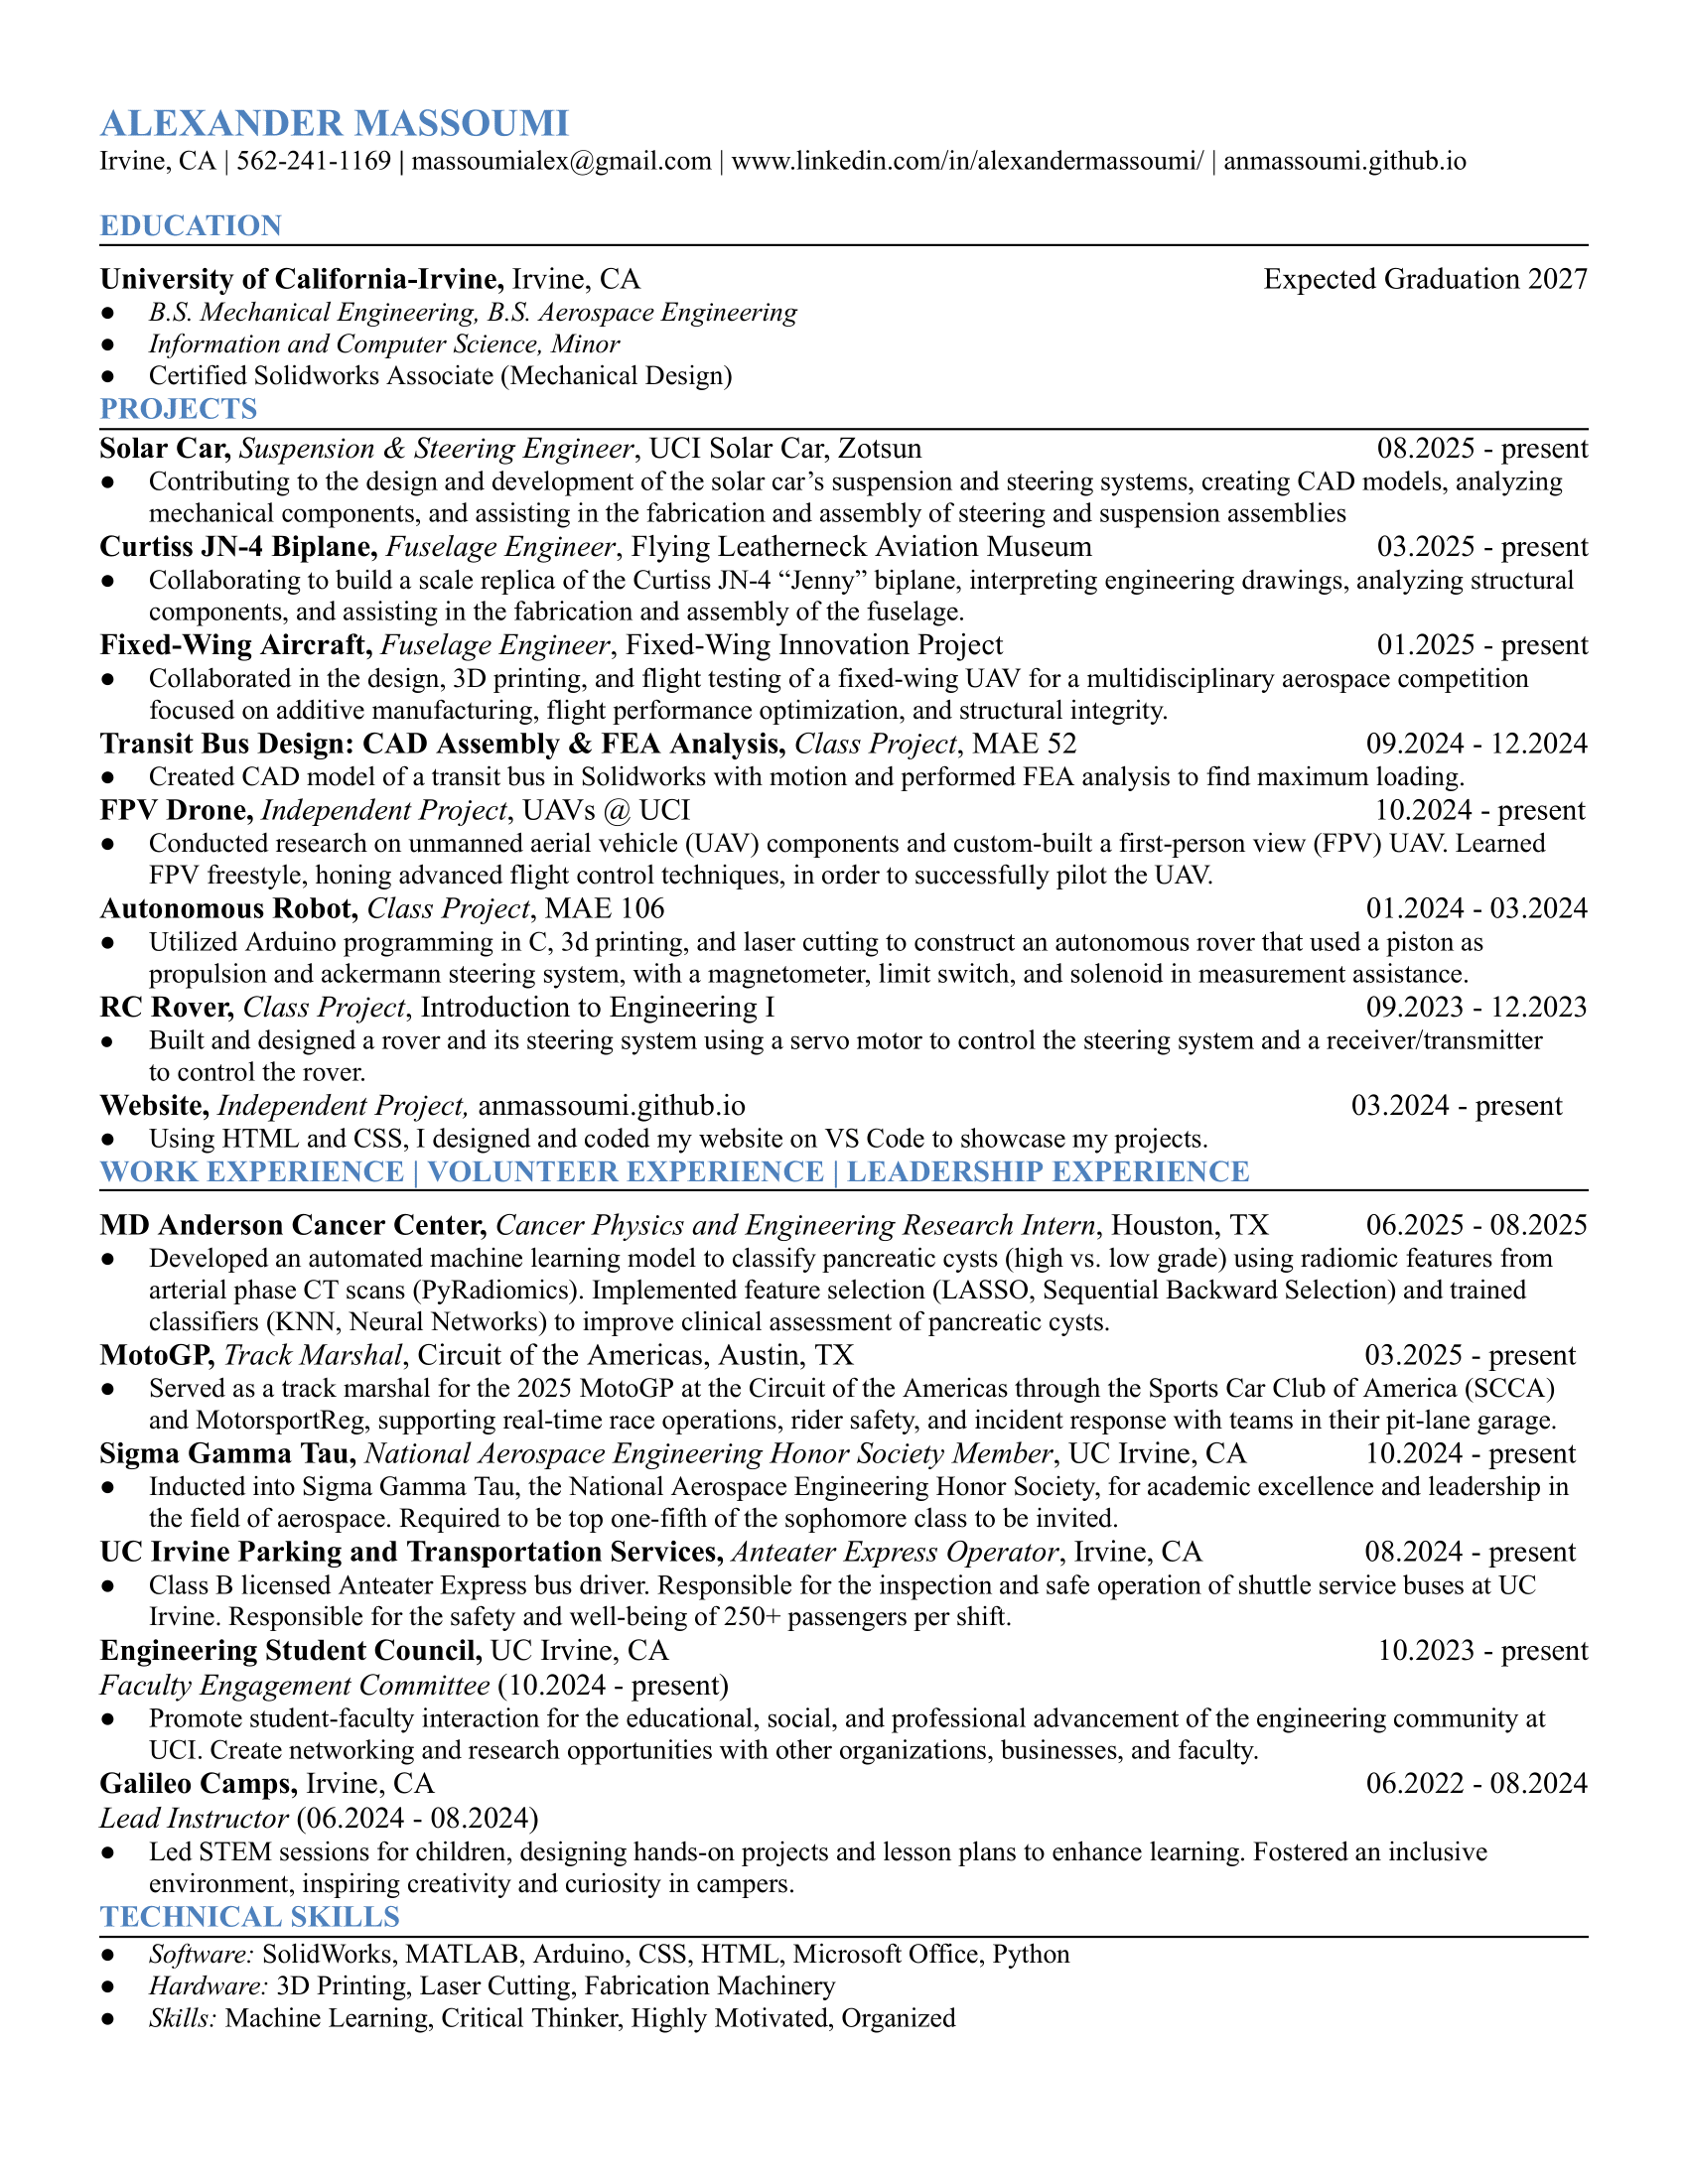 ALEXANDER MASSOUMI
Irvine, CA | 562-241-1169 | massoumialex@gmail.com | www.linkedin.com/in/alexandermassoumi/ | anmassoumi.github.io
EDUCATION
University of California-Irvine, Irvine, CA Expected Graduation 2027
● B.S. Mechanical Engineering, B.S. Aerospace Engineering
● Information and Computer Science, Minor
● Certified Solidworks Associate (Mechanical Design)
PROJECTS
Solar Car, Suspension & Steering Engineer, UCI Solar Car, Zotsun 08.2025 - present
● Contributing to the design and development of the solar car’s suspension and steering systems, creating CAD models, analyzing
mechanical components, and assisting in the fabrication and assembly of steering and suspension assemblies
Curtiss JN-4 Biplane, Fuselage Engineer, Flying Leatherneck Aviation Museum 03.2025 - present
● Collaborating to build a scale replica of the Curtiss JN-4 “Jenny” biplane, interpreting engineering drawings, analyzing structural
components, and assisting in the fabrication and assembly of the fuselage.
Fixed-Wing Aircraft, Fuselage Engineer, Fixed-Wing Innovation Project 01.2025 - present
● Collaborated in the design, 3D printing, and flight testing of a fixed-wing UAV for a multidisciplinary aerospace competition
focused on additive manufacturing, flight performance optimization, and structural integrity.
Transit Bus Design: CAD Assembly & FEA Analysis, Class Project, MAE 52 09.2024 - 12.2024
● Created CAD model of a transit bus in Solidworks with motion and performed FEA analysis to find maximum loading.
FPV Drone, Independent Project, UAVs @ UCI 10.2024 - present
● Conducted research on unmanned aerial vehicle (UAV) components and custom-built a first-person view (FPV) UAV. Learned
FPV freestyle, honing advanced flight control techniques, in order to successfully pilot the UAV.
Autonomous Robot, Class Project, MAE 106 01.2024 - 03.2024
● Utilized Arduino programming in C, 3d printing, and laser cutting to construct an autonomous rover that used a piston as
propulsion and ackermann steering system, with a magnetometer, limit switch, and solenoid in measurement assistance.
RC Rover, Class Project, Introduction to Engineering I 09.2023 - 12.2023
● Built and designed a rover and its steering system using a servo motor to control the steering system and a receiver/transmitter
to control the rover.
Website, Independent Project, anmassoumi.github.io 03.2024 - present
● Using HTML and CSS, I designed and coded my website on VS Code to showcase my projects.
WORK EXPERIENCE | VOLUNTEER EXPERIENCE | LEADERSHIP EXPERIENCE
MD Anderson Cancer Center, Cancer Physics and Engineering Research Intern, Houston, TX 06.2025 - 08.2025
● Developed an automated machine learning model to classify pancreatic cysts (high vs. low grade) using radiomic features from
arterial phase CT scans (PyRadiomics). Implemented feature selection (LASSO, Sequential Backward Selection) and trained
classifiers (KNN, Neural Networks) to improve clinical assessment of pancreatic cysts.
MotoGP, Track Marshal, Circuit of the Americas, Austin, TX 03.2025 - present
● Served as a track marshal for the 2025 MotoGP at the Circuit of the Americas through the Sports Car Club of America (SCCA)
and MotorsportReg, supporting real-time race operations, rider safety, and incident response with teams in their pit-lane garage.
Sigma Gamma Tau, National Aerospace Engineering Honor Society Member, UC Irvine, CA 10.2024 - present
● Inducted into Sigma Gamma Tau, the National Aerospace Engineering Honor Society, for academic excellence and leadership in
the field of aerospace. Required to be top one-fifth of the sophomore class to be invited.
UC Irvine Parking and Transportation Services, Anteater Express Operator, Irvine, CA 08.2024 - present
● Class B licensed Anteater Express bus driver. Responsible for the inspection and safe operation of shuttle service buses at UC
Irvine. Responsible for the safety and well-being of 250+ passengers per shift.
Engineering Student Council, UC Irvine, CA 10.2023 - present
Faculty Engagement Committee (10.2024 - present)
● Promote student-faculty interaction for the educational, social, and professional advancement of the engineering community at
UCI. Create networking and research opportunities with other organizations, businesses, and faculty.
Galileo Camps, Irvine, CA 06.2022 - 08.2024
Lead Instructor (06.2024 - 08.2024)
● Led STEM sessions for children, designing hands-on projects and lesson plans to enhance learning. Fostered an inclusive
environment, inspiring creativity and curiosity in campers.
TECHNICAL SKILLS
● Software: SolidWorks, MATLAB, Arduino, CSS, HTML, Microsoft Office, Python
● Hardware: 3D Printing, Laser Cutting, Fabrication Machinery
● Skills: Machine Learning, Critical Thinker, Highly Motivated, Organized